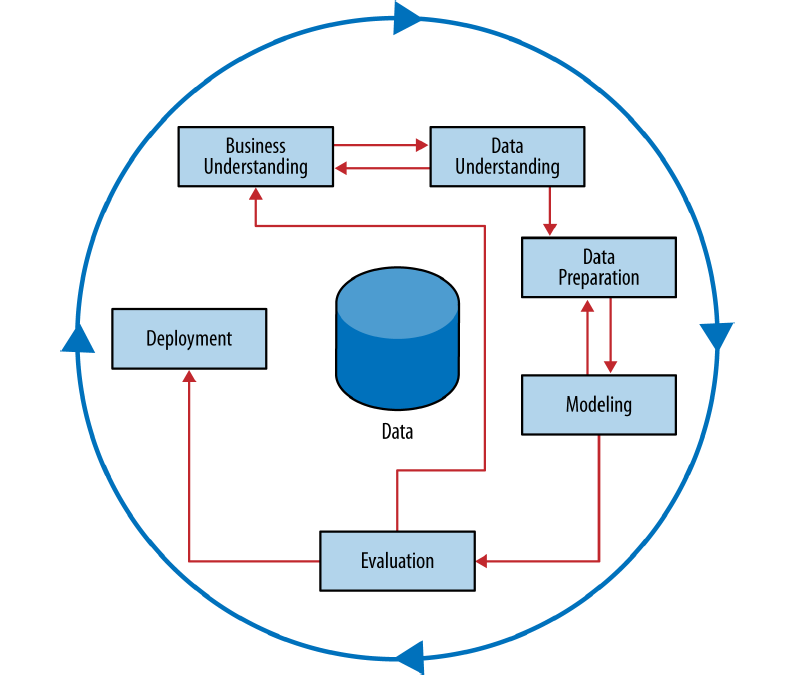 Business
Understanding
Data
Understanding
Data
Preparation
Deployment
Modeling
Data
Evaluation